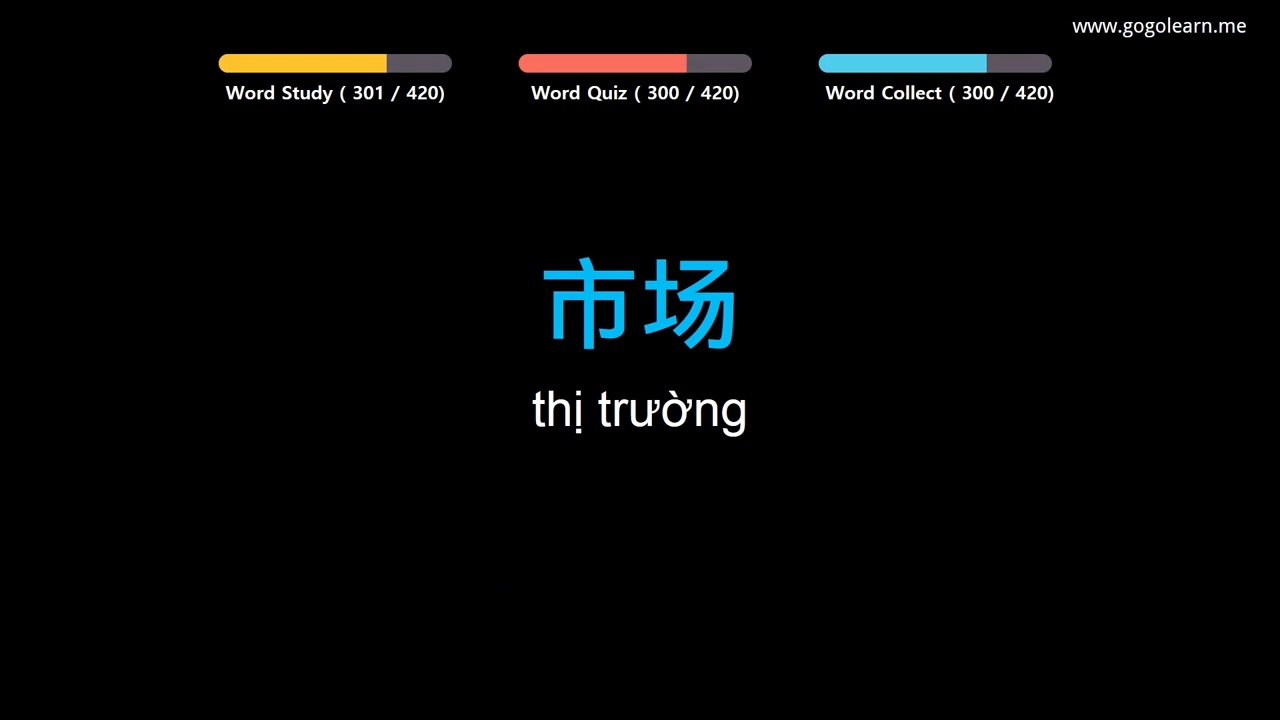 www.gogolearn.me
Word Study ( 301 / 420)
Word Quiz ( 300 / 420)
Word Collect ( 300 / 420)
市场
thị trường